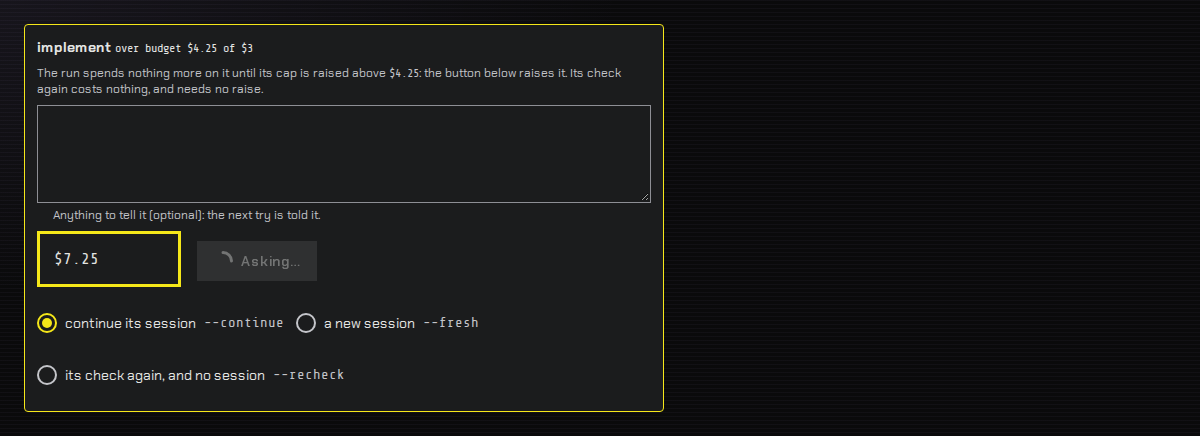 implement over budget $4.25 of $3
The run spends nothing more on it until its cap is raised above $4.25: the button below raises it. Its check
again costs nothing, and needs no raise.
Anything to tell it (optional): the next try is told it.
$7.25
Asking...
continue its session --continue a new session --fresh
its check again, and no session --recheck